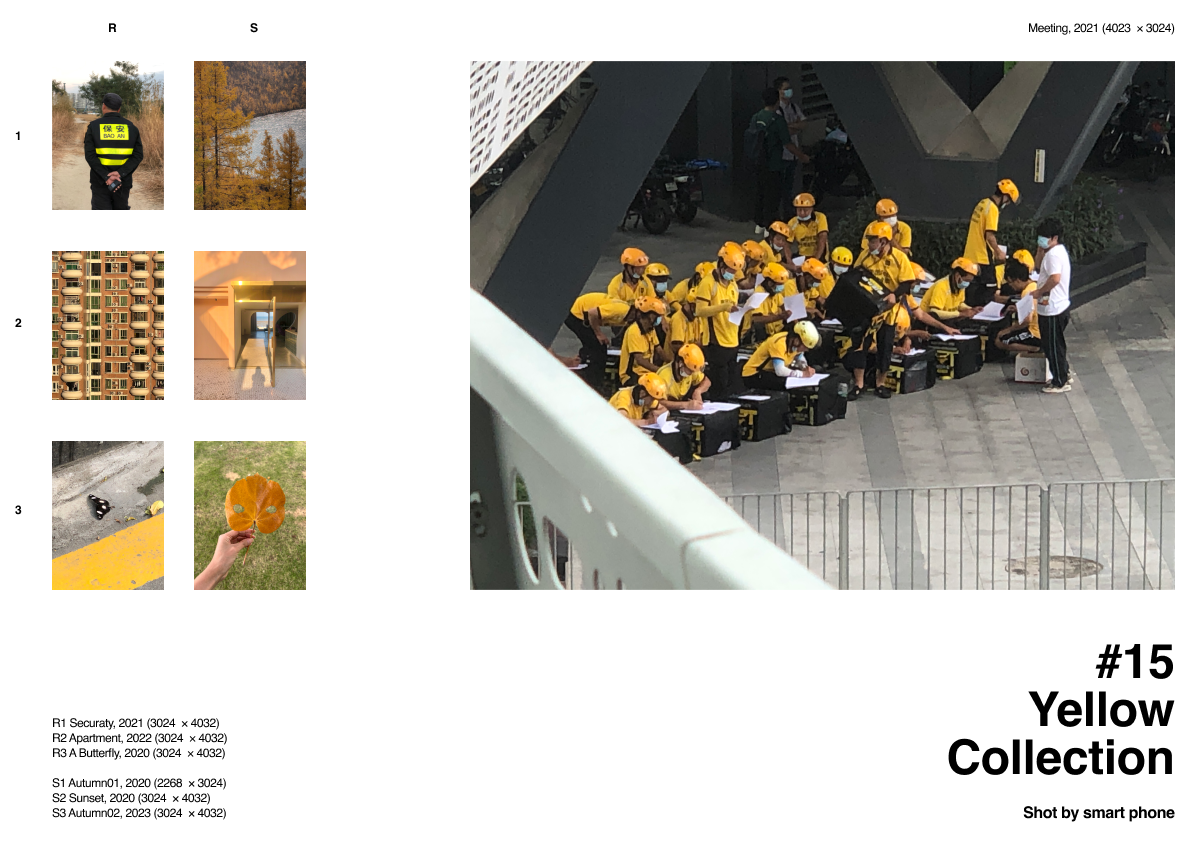 R
S
Meeting, 2021 (4023 × 3024)
1
保安
BAO AN
2
3
#15
Yellow
Collection
R1 Securaty, 2021 (3024 × 4032)
R2 Apartment, 2022 (3024 × 4032)
R3 A Butterfly, 2020 (3024 × 4032)
S1 Autumn01, 2020 (2268 × 3024)
S2 Sunset, 2020 (3024 × 4032)
S3 Autumn02, 2023 (3024 × 4032)
Shot by smart phone